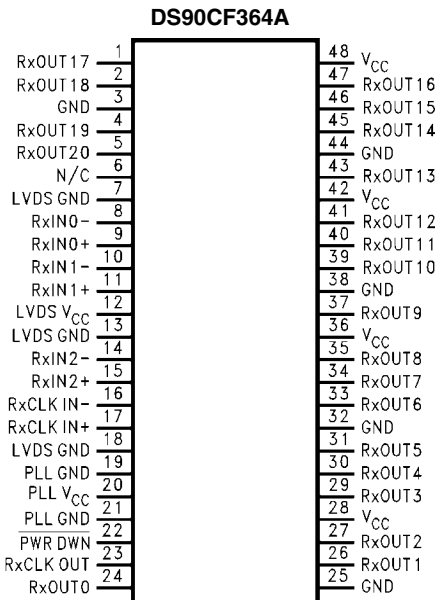 DS90CF364A
RxOUT17 1 48 VCC
RxOUT18 2 47 RxOUT16
GND 3 46 RxOUT15
RxOUT19 4 45 RxOUT14
RxOUT20 5 44 GND
N/C 6 43 RxOUT13
LVDS GND 7 42 VCC
RxIN0- 8 41 RxOUT12
RxIN0+ 9 40 RxOUT11
RxIN1- 10 39 RxOUT10
RxIN1+ 11 38 GND
LVDS VCC 12 37 RxOUT9
LVDS GND 13 36 VCC
RxIN2- 14 35 RxOUT8
RxIN2+ 15 34 RxOUT7
RxCLK IN- 16 33 RxOUT6
RxCLK IN+ 17 32 GND
LVDS GND 18 31 RxOUT5
PLL GND 19 30 RxOUT4
PLL VCC 20 29 RxOUT3
PLL GND 21 28 VCC
PWR DWN 22 27 RxOUT2
RxCLK OUT 23 26 RxOUT1
RxOUT0 24 25 GND